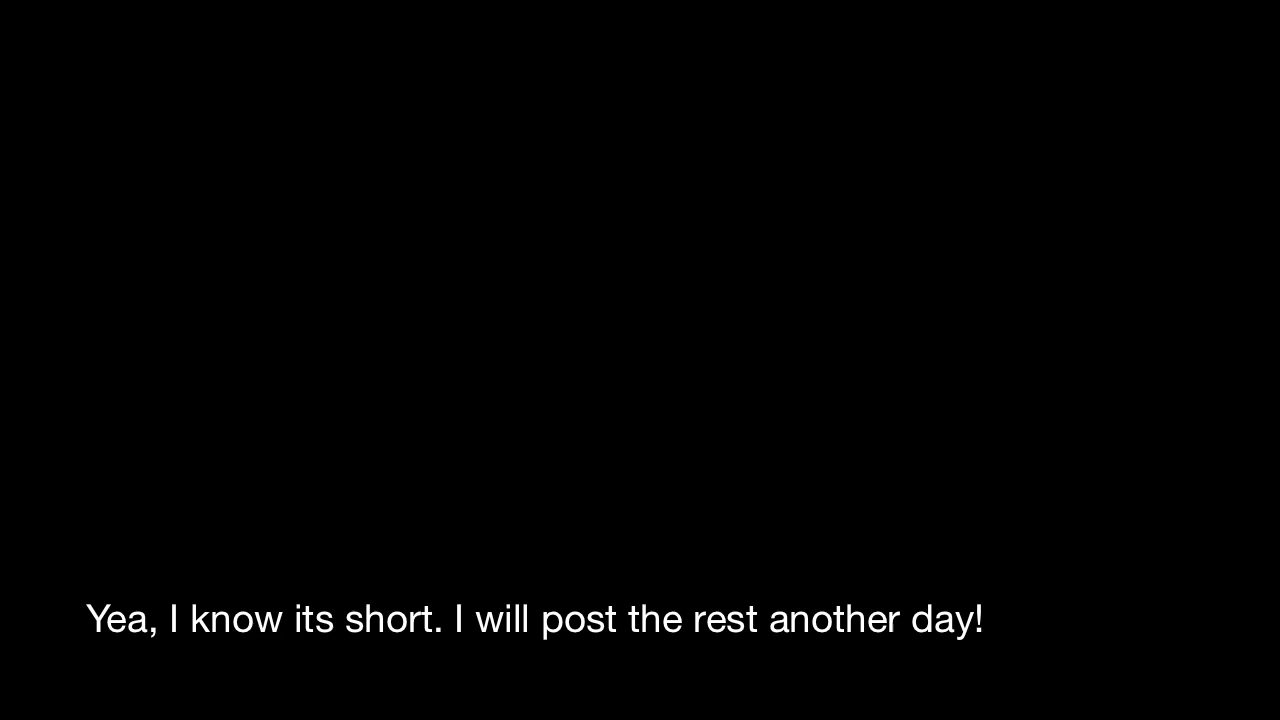 Yea, I know its short. I will post the rest another day!